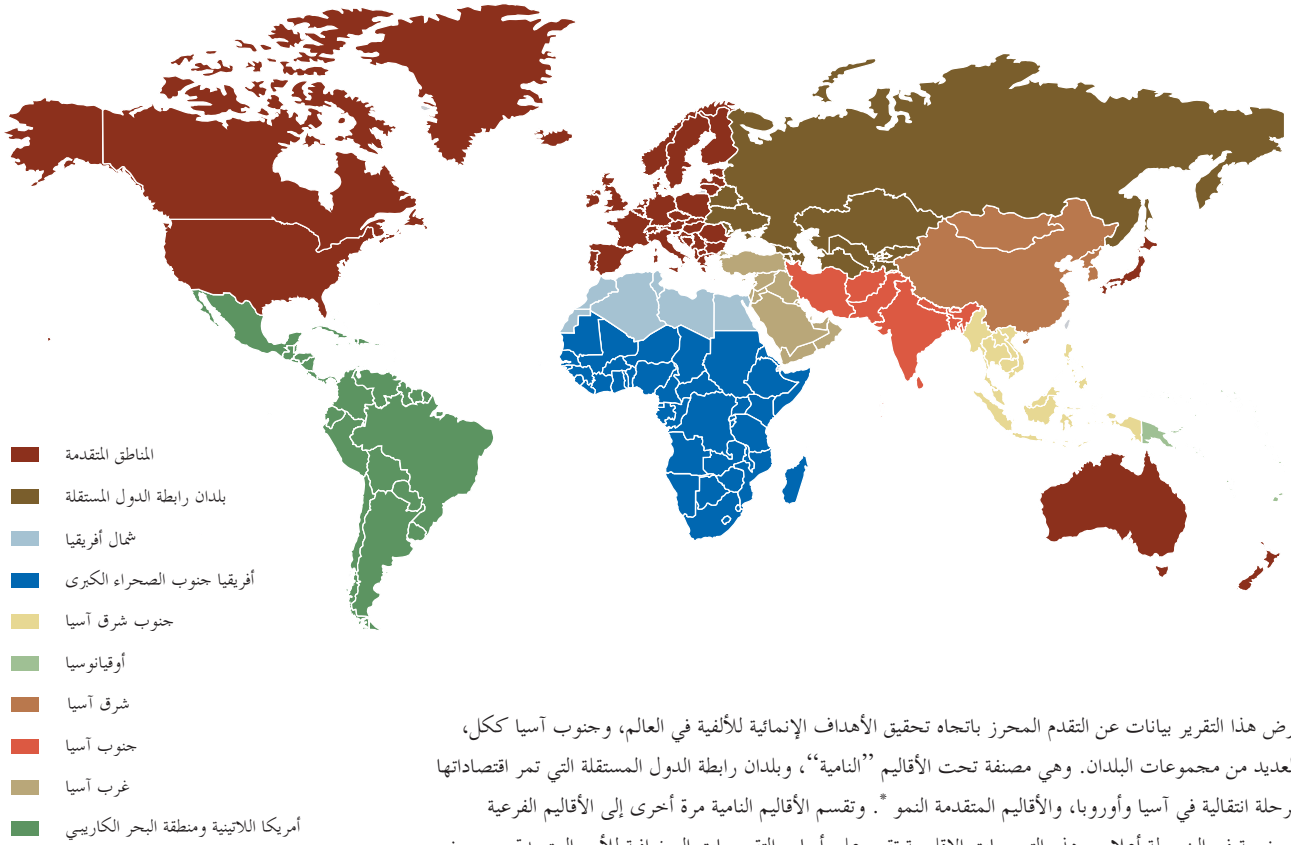 المناطق المتقدمة
بلدان رابطة الدول المستقلة
شمال أفريقيا
أفريقيا جنوب الصحراء الكبرى
جنوب شرق آسيا
أوقيانوسيا
شرق آسيا
جنوب آسيا
غرب آسيا
أمريكا اللاتينية ومنطقة البحر الكاريبي
هذا التقرير بيانات عن التقدم المحرز باتجاه تحقيق الأهداف الإنمائية للألفية في العالم، وجنوب آسيا ككل،
من مجموعات البلدان. وهي مصنفة تحت الأقاليم ”النامية“، وبلدان رابطة الدول المستقلة التي تمر اقتصاداتها
انتقالية في آسيا وأوروبا، والأقاليم المتقدمة النمو *. وتقسم الأقاليم النامية مرة أخرى إلى الأقاليم الفرعية